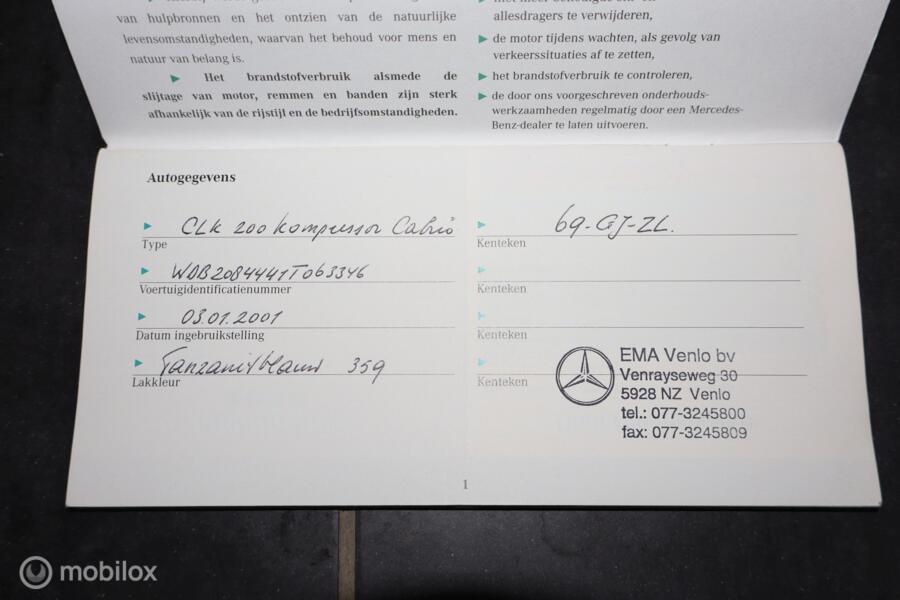 van hulpbronnen en het ontzien van de natuurlijke
levensomstandigheden, waarvan het behoud voor mens en
natuur van belang is.
► Het brandstofverbruik alsmede de
slijtage van motor, remmen en banden zijn sterk
afhankelijk van de rijstijl en de bedrijfsomstandigheden.
allesdragers te verwijderen,
► de motor tijdens wachten, als gevolg van
verkeerssituaties af te zetten,
► het brandstofverbruik te controleren,
► de door ons voorgeschreven onderhouds-
werkzaamheden regelmatig door een Mercedes-
Benz-dealer te laten uitvoeren.
Autogegevens
► CLK 200 Kompressor Cabrio
Type
► WDB2084441T063346
Voertuigidentificatienummer
► 03.01.2001
Datum ingebruikstelling
► Tanzanitblauw 359
Lakkleur
► 69-GJ-ZL.
Kenteken
►
Kenteken
►
Kenteken
►
Kenteken
EMA Venlo bv
Venrayseweg 30
5928 NZ Venlo
tel.: 077-3245800
fax: 077-3245809
1
mobilox